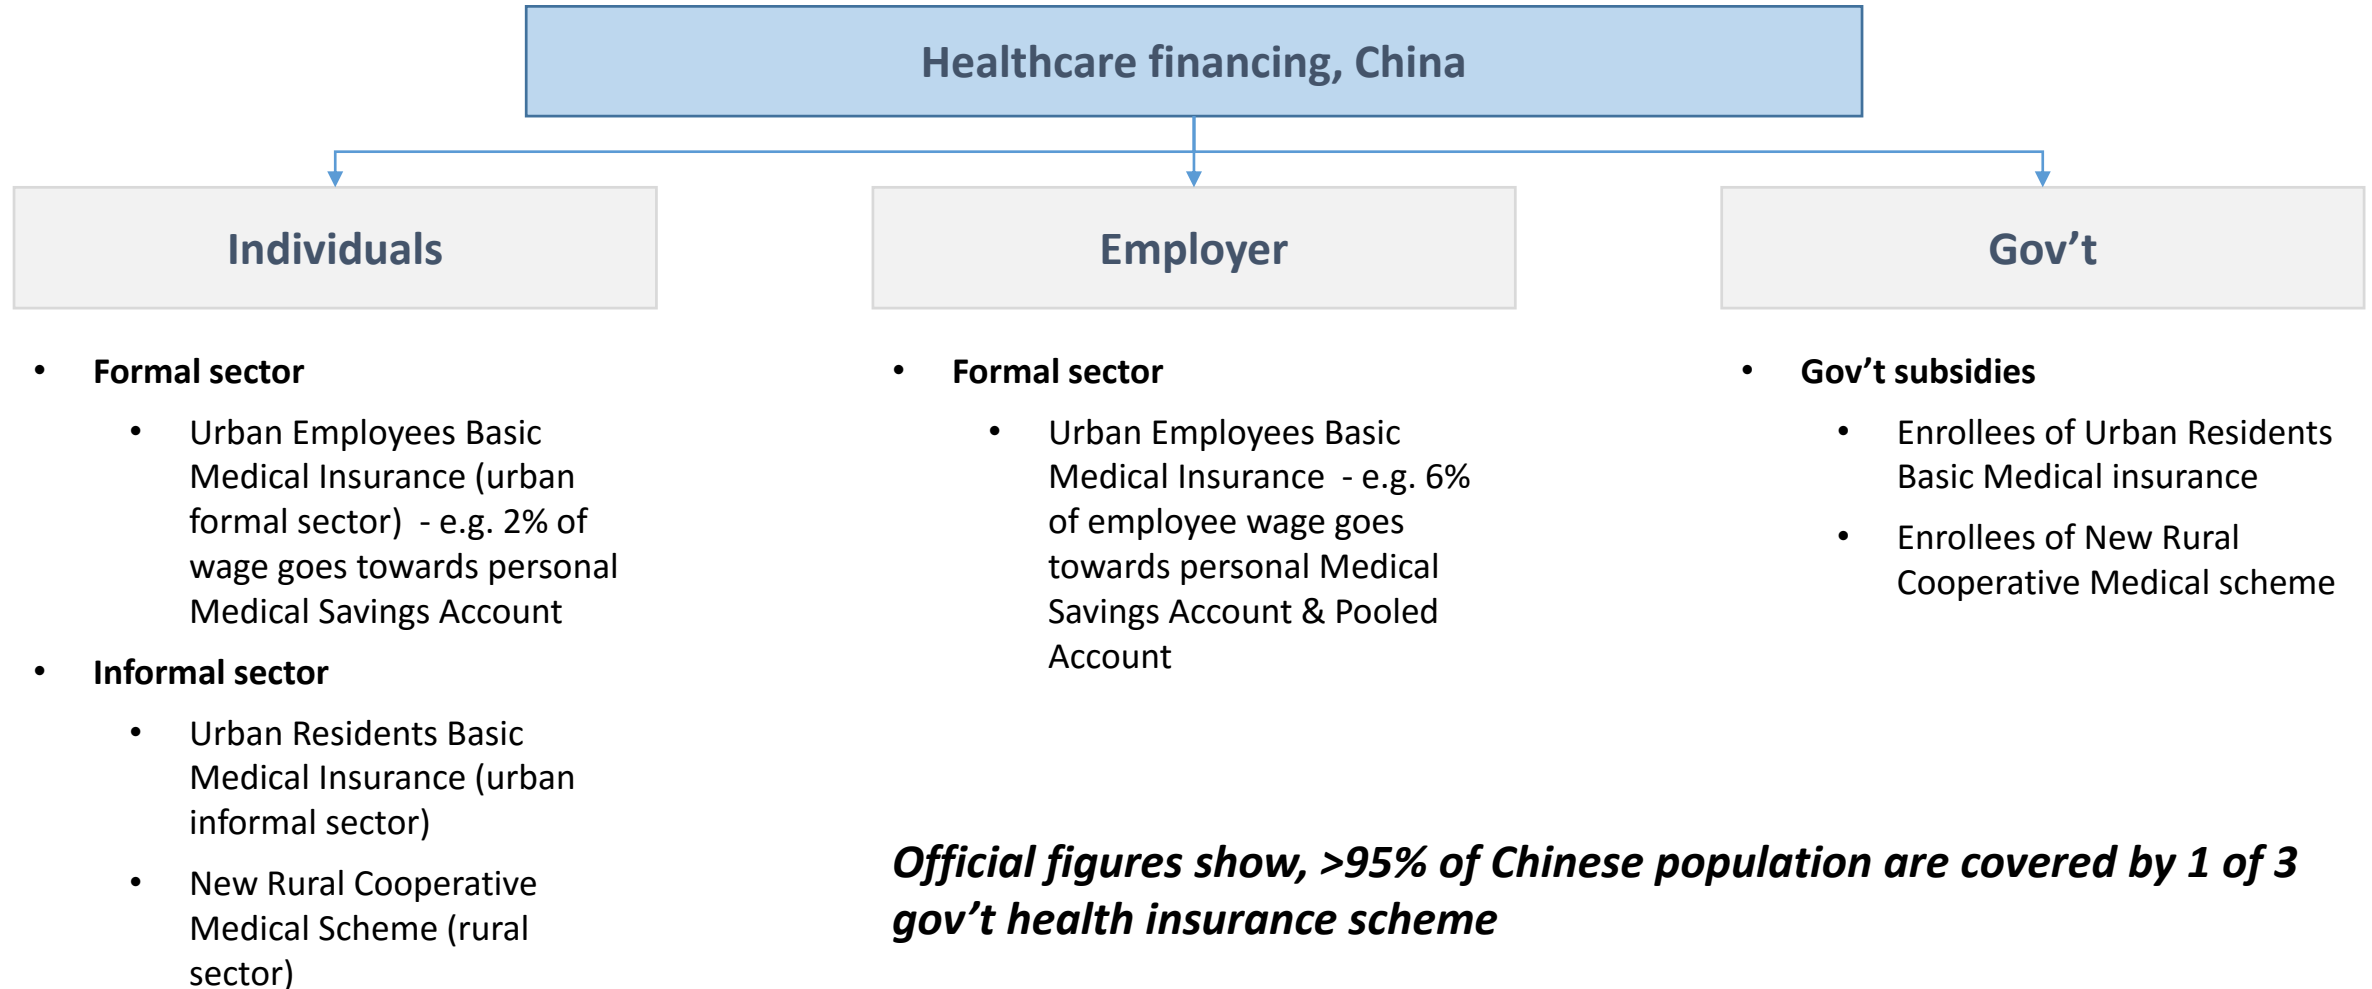 Healthcare financing, China
Individuals
• Formal sector
• Urban Employees Basic
Medical Insurance (urban
formal sector)  - e.g. 2% of
wage goes towards personal
Medical Savings Account
• Informal sector
• Urban Residents Basic
Medical Insurance (urban
informal sector)
• New Rural Cooperative
Medical Scheme (rural
sector)
Employer
• Formal sector
• Urban Employees Basic
Medical Insurance  - e.g. 6%
of employee wage goes
towards personal Medical
Savings Account & Pooled
Account
Gov’t
• Gov’t subsidies
• Enrollees of Urban Residents
Basic Medical insurance
• Enrollees of New Rural
Cooperative Medical scheme
Official figures show, >95% of Chinese population are covered by 1 of 3
gov’t health insurance scheme